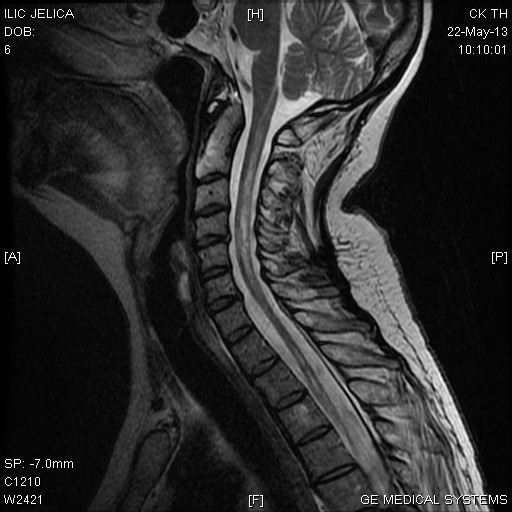 ILIC JELICA
DOB:
6
[H]
CK TH
22-May-13
10:10:01
[A]
[P]
SP: -7.0mm
C1210
W2421
[F]
GE MEDICAL SYSTEMS